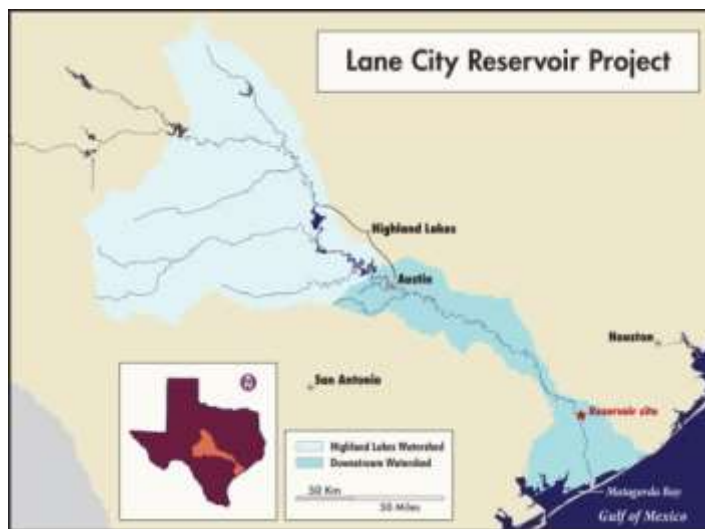 Lane City Reservoir Project
Highland Lakes
Austin
Houston
San Antonio
Reservoir site
N
Highland Lakes Watershed
Downstream Watershed
50 Km
50 Miles
Matagorda Bay
Gulf of Mexico